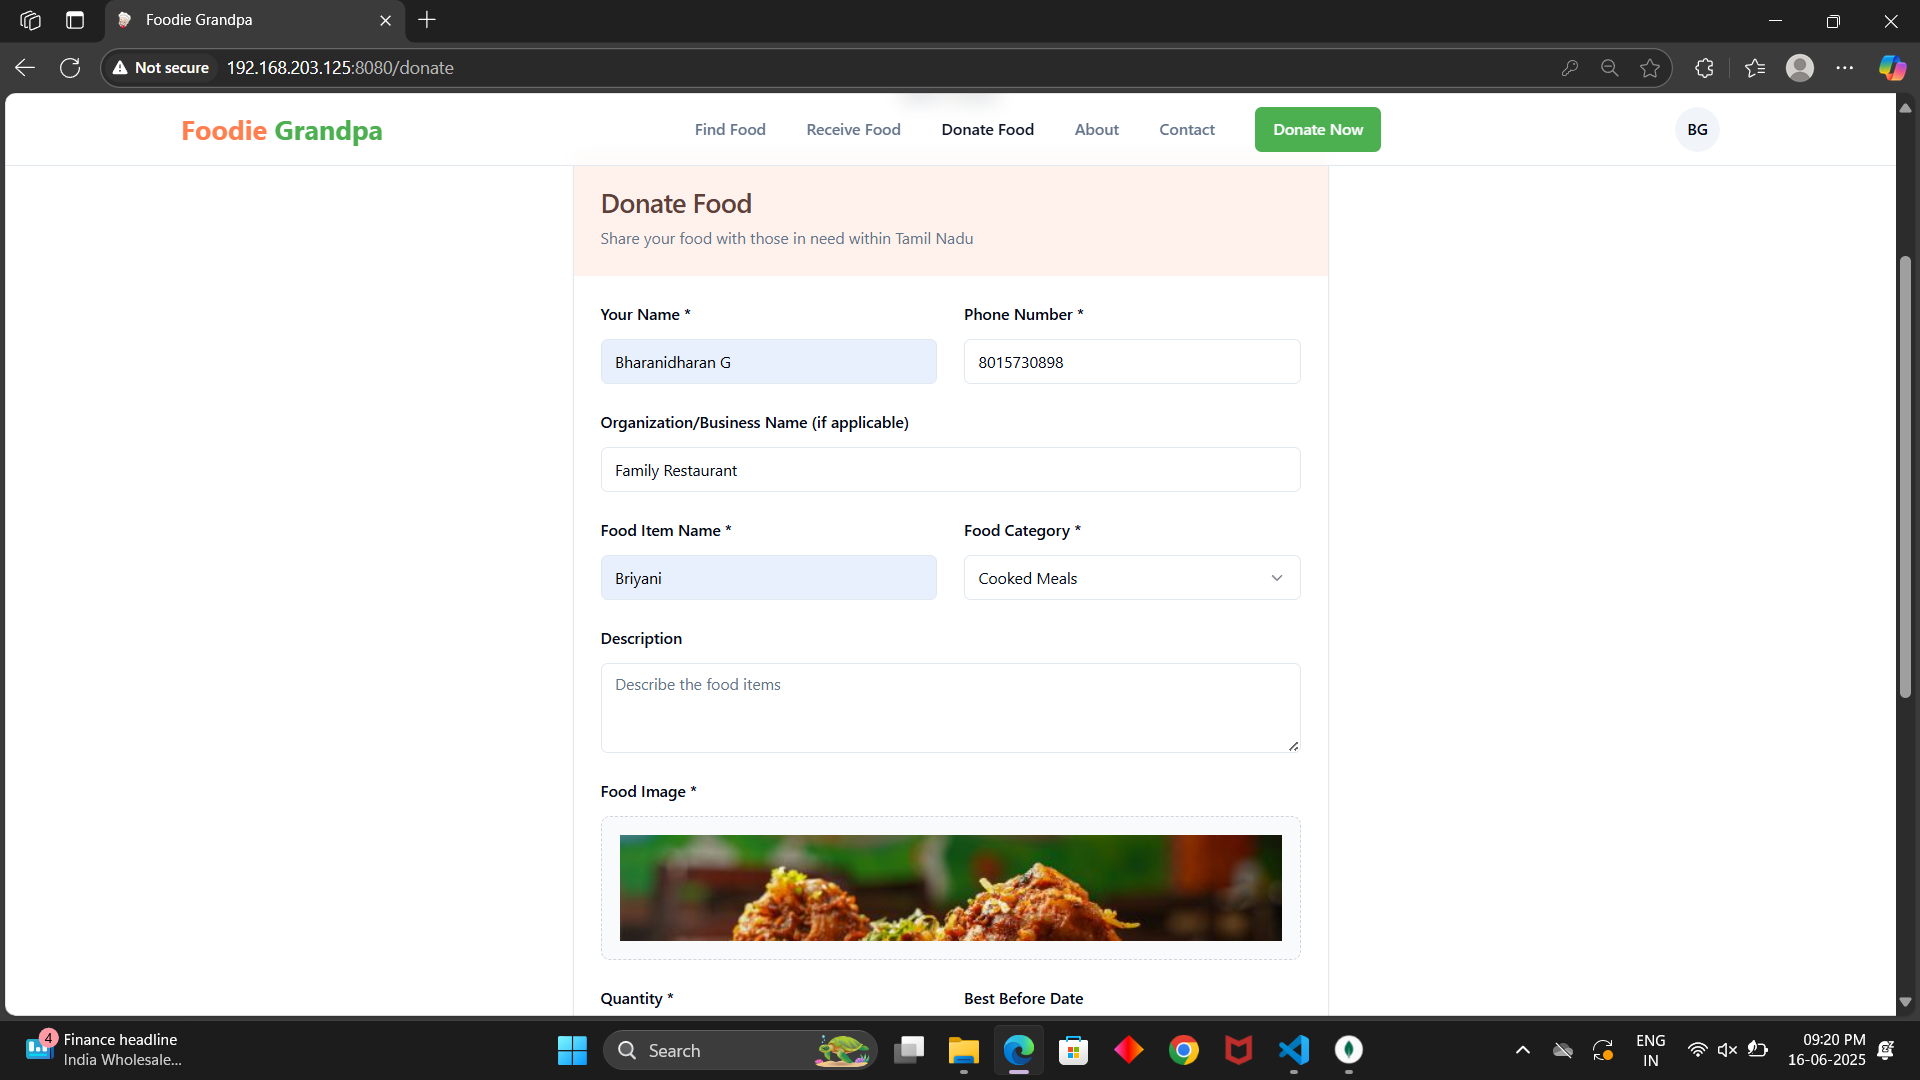 Foodie Grandpa
Not secure 192.168.203.125:8080/donate
Foodie Grandpa Find Food Receive Food Donate Food About Contact Donate Now BG
Donate Food
Share your food with those in need within Tamil Nadu
Your Name * Phone Number *
Bharanidharan G 8015730898
Organization/Business Name (if applicable)
Family Restaurant
Food Item Name * Food Category *
Briyani Cooked Meals
Description
Describe the food items
Food Image *
Quantity * Best Before Date
4 Finance headline
India Wholesale...
Search
ENG
IN
09:20 PM
16-06-2025